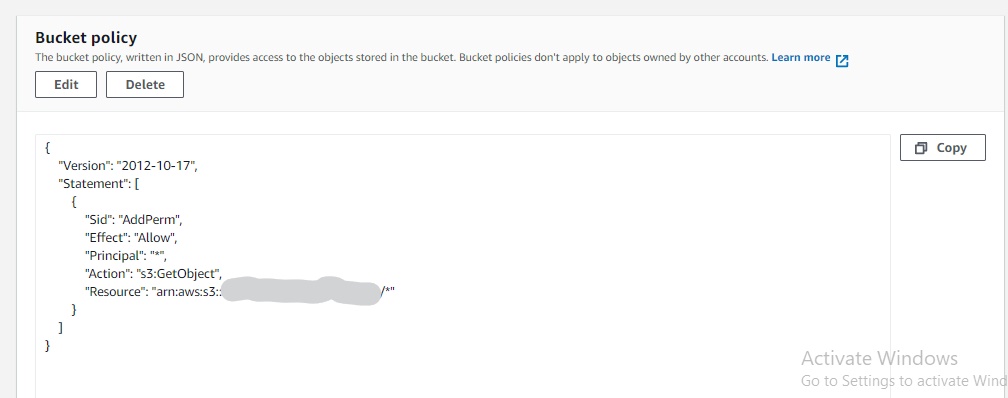 Bucket policy
The bucket policy, written in JSON, provides access to the objects stored in the bucket. Bucket policies don't apply to objects owned by other accounts. Learn more
Edit Delete
Copy
{
"Version": "2012-10-17",
"Statement": [
{
"Sid": "AddPerm",
"Effect": "Allow",
"Principal": "*",
"Action": "s3:GetObject",
"Resource": "arn:aws:s3:: /*"
}
]
}
Activate Windows
Go to Settings to activate Wind